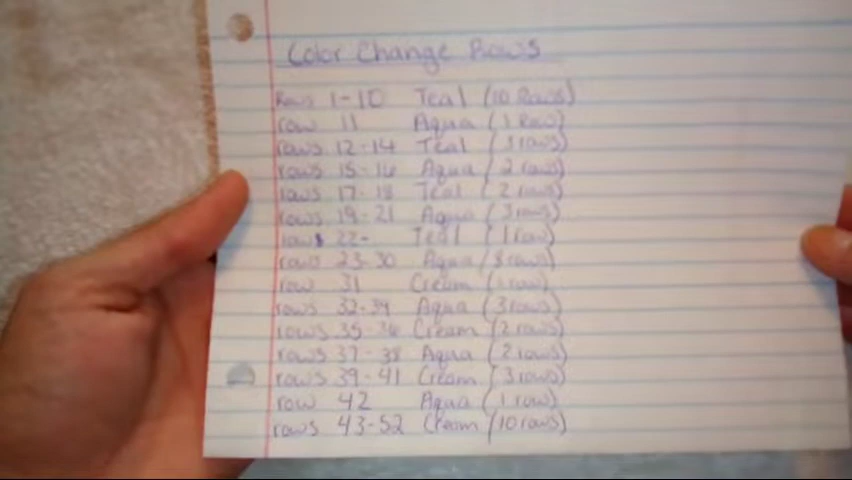 Color Change Rows
Rows 1-10 Teal (10 Rows)
row 11 Aqua (1 Row)
rows 12-14 Teal (3 rows)
rows 15-16 Aqua (2 rows)
rows 17-18 Teal (2 rows)
rows 19-21 Aqua (3 rows)
rows 22- Teal (1 row)
rows 23-30 Aqua (8 rows)
row 31 Cream (1 row)
rows 32-34 Aqua (3 rows)
rows 35-36 Cream (2 rows)
rows 37-38 Aqua (2 rows)
rows 39-41 Cream (3 rows)
row 42 Aqua (1 row)
rows 43-52 Cream (10 rows)